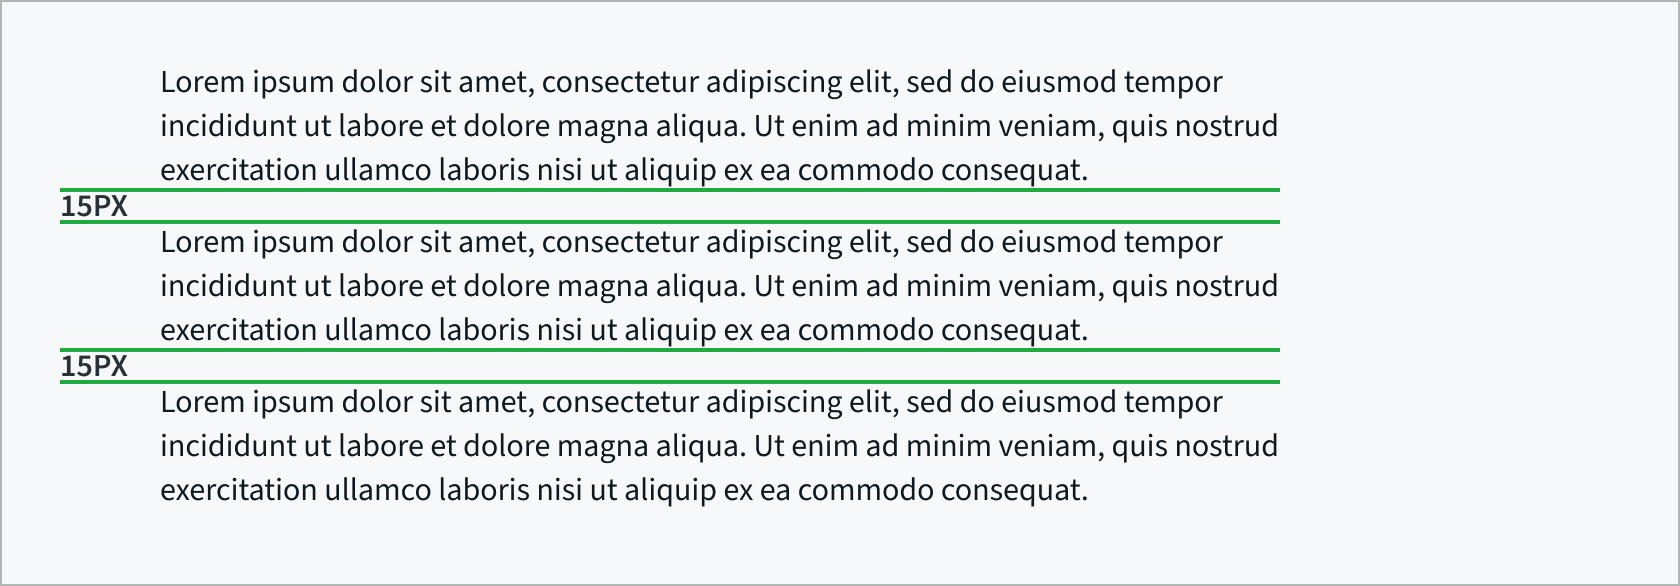 Lorem ipsum dolor sit amet, consectetur adipiscing elit, sed do eiusmod tempor
incididunt ut labore et dolore magna aliqua. Ut enim ad minim veniam, quis nostrud
exercitation ullamco laboris nisi ut aliquip ex ea commodo consequat.
15PX
Lorem ipsum dolor sit amet, consectetur adipiscing elit, sed do eiusmod tempor
incididunt ut labore et dolore magna aliqua. Ut enim ad minim veniam, quis nostrud
exercitation ullamco laboris nisi ut aliquip ex ea commodo consequat.
15PX
Lorem ipsum dolor sit amet, consectetur adipiscing elit, sed do eiusmod tempor
incididunt ut labore et dolore magna aliqua. Ut enim ad minim veniam, quis nostrud
exercitation ullamco laboris nisi ut aliquip ex ea commodo consequat.